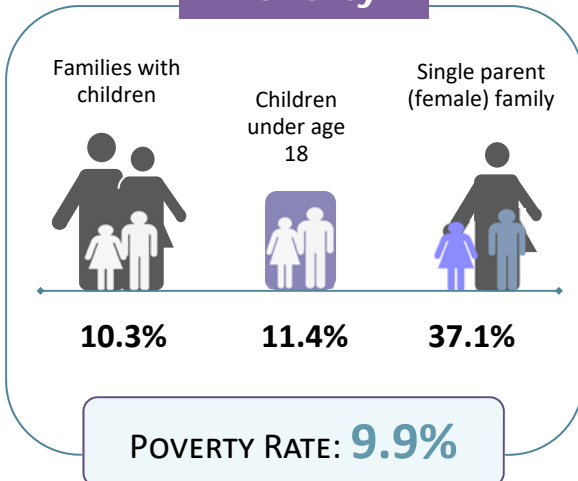 Families with
children
Children
under age
18
Single parent
(female) family
10.3%
11.4%
37.1%
POVERTY RATE: 9.9%